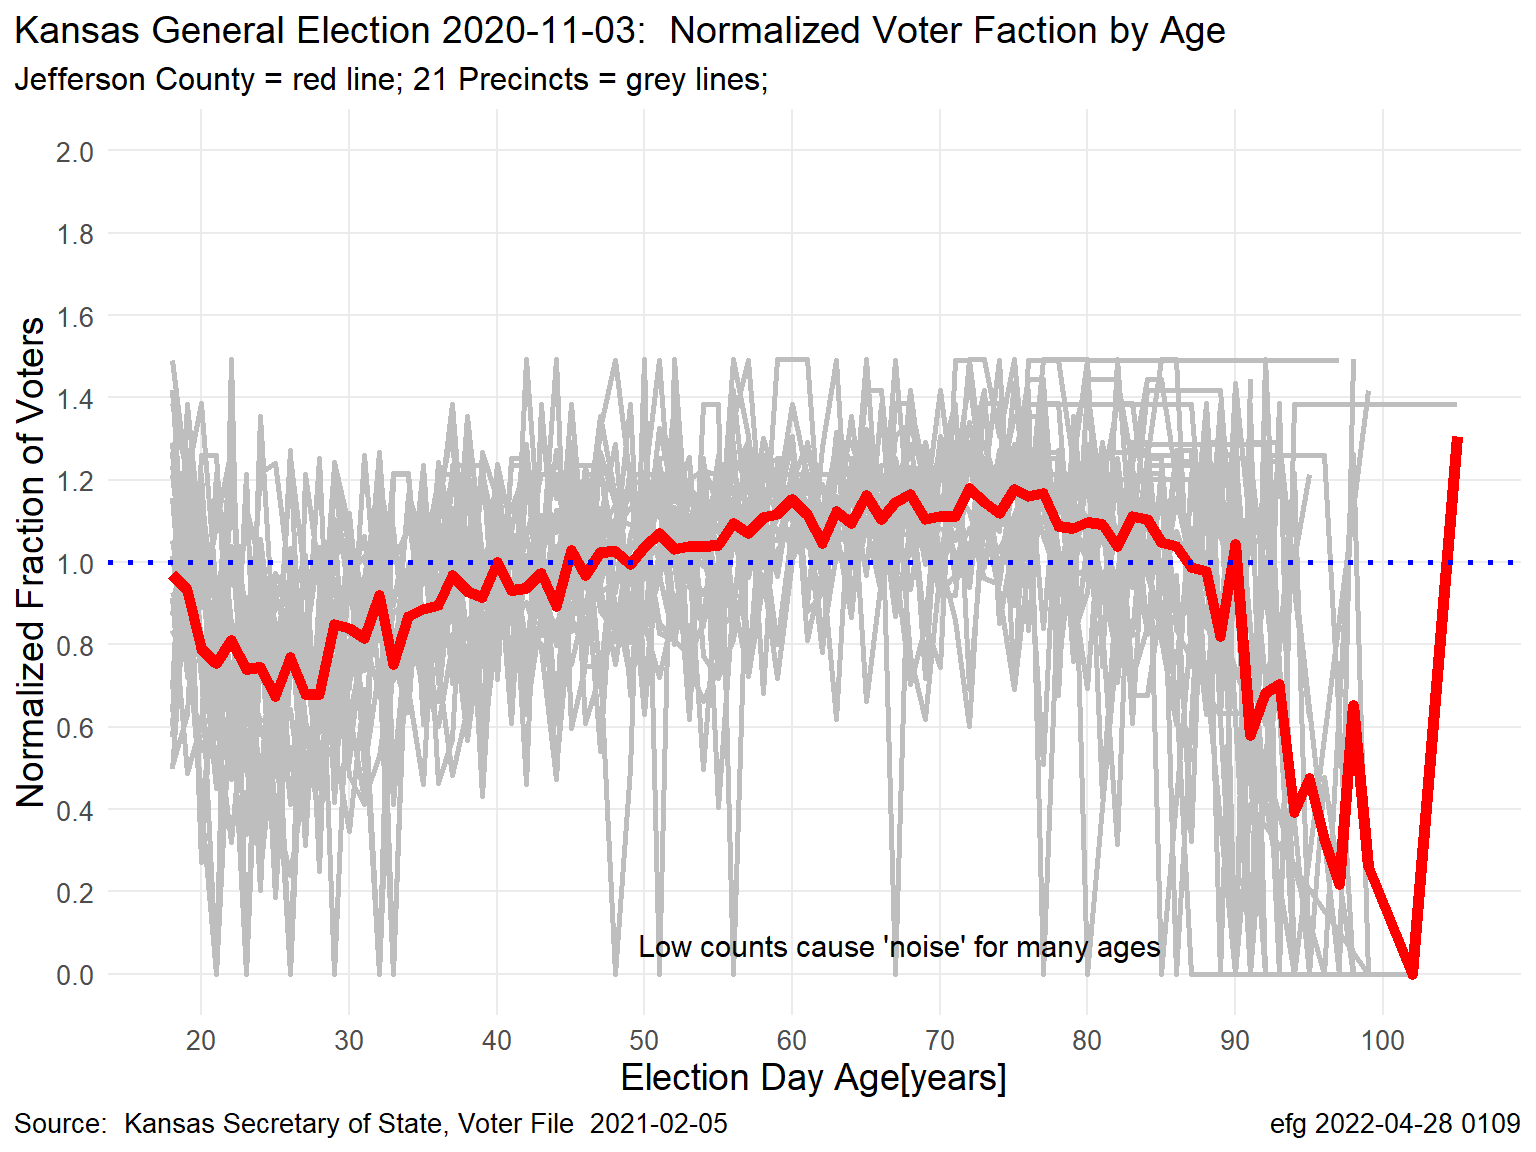 Kansas General Election 2020-11-03:  Normalized Voter Faction by Age
Jefferson County = red line; 21 Precincts = grey lines;
Normalized Fraction of Voters
2.0
1.8
1.6
1.4
1.2
1.0
0.8
0.6
0.4
0.2
0.0
Low counts cause 'noise' for many ages
20 30 40 50 60 70 80 90 100
Election Day Age[years]
Source:  Kansas Secretary of State, Voter File  2021-02-05
efg 2022-04-28 0109